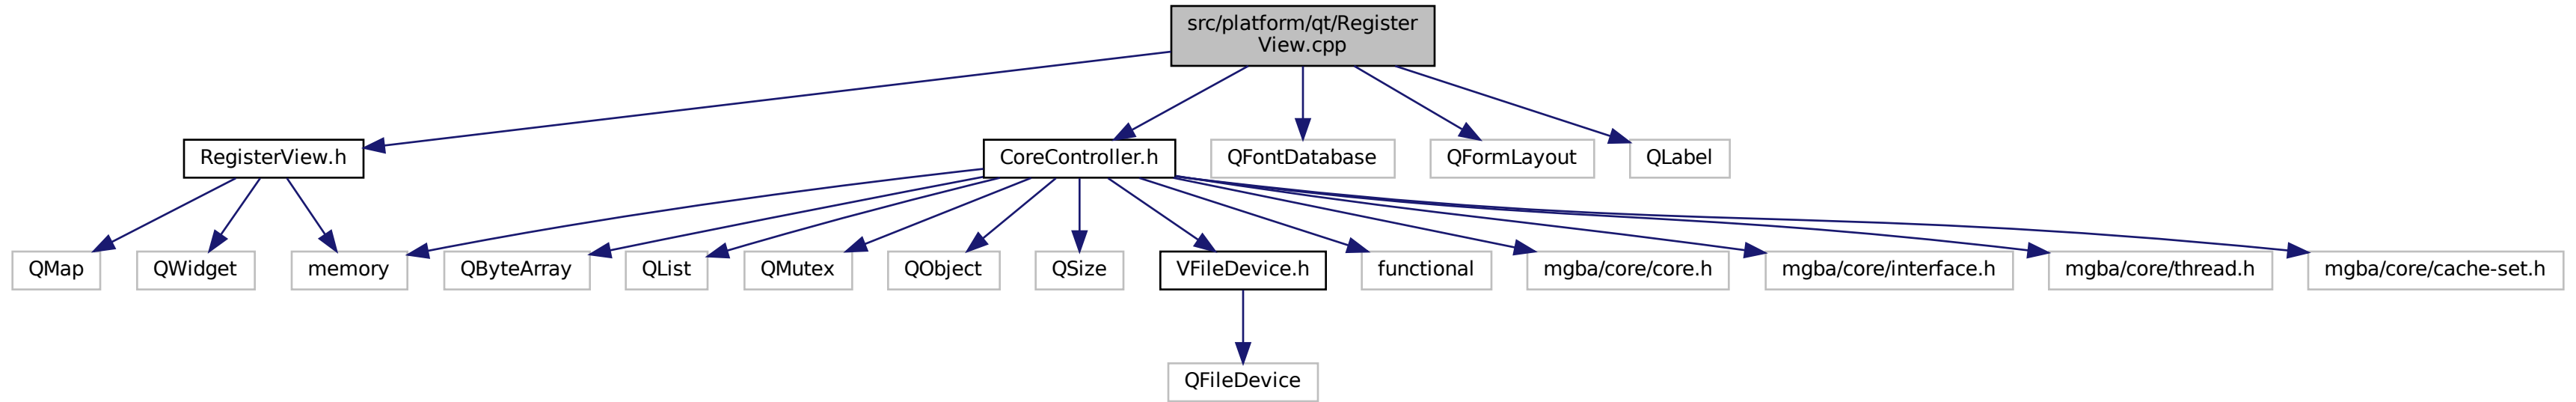 src/platform/qt/Register
View.cpp
RegisterView.h
CoreController.h
QFontDatabase
QFormLayout
QLabel
QMap
QWidget
memory
QByteArray
QList
QMutex
QObject
QSize
VFileDevice.h
functional
mgba/core/core.h
mgba/core/interface.h
mgba/core/thread.h
mgba/core/cache-set.h
QFileDevice